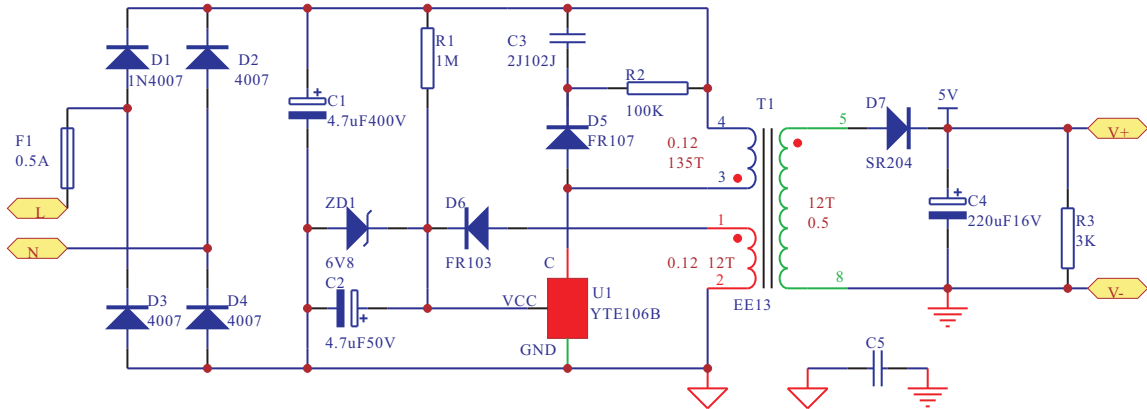 D1
1N4007
D2
4007
R1
1M
C3
2J102J
R2
100K
C1
4.7uF400V
F1
0.5A
D5
FR107
T1
4
0.12
135T
3
5
D7
SR204
5V
V+
L
N
ZD1
6V8
D6
FR103
1
0.12 12T
2
12T
0.5
C4
220uF16V
R3
3K
C2
4.7uF50V
VCC
C
U1
YTE106B
GND
EE13
8
V-
D3
4007
D4
4007
C5